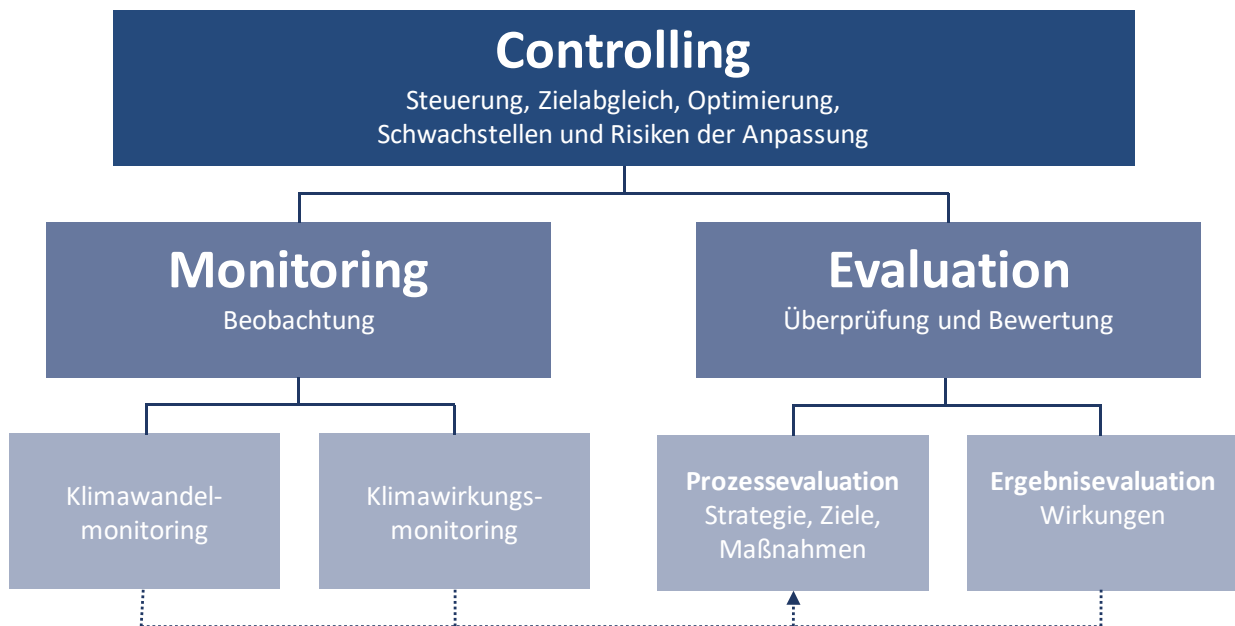 Controlling
Steuerung, Zielabgleich, Optimierung,
Schwachstellen und Risiken der Anpassung
Monitoring
Beobachtung
Evaluation
Überprüfung und Bewertung
Klimawandel-
monitoring
Klimawirkungs-
monitoring
Prozessevaluation
Strategie, Ziele,
Maßnahmen
Ergebnisevaluation
Wirkungen